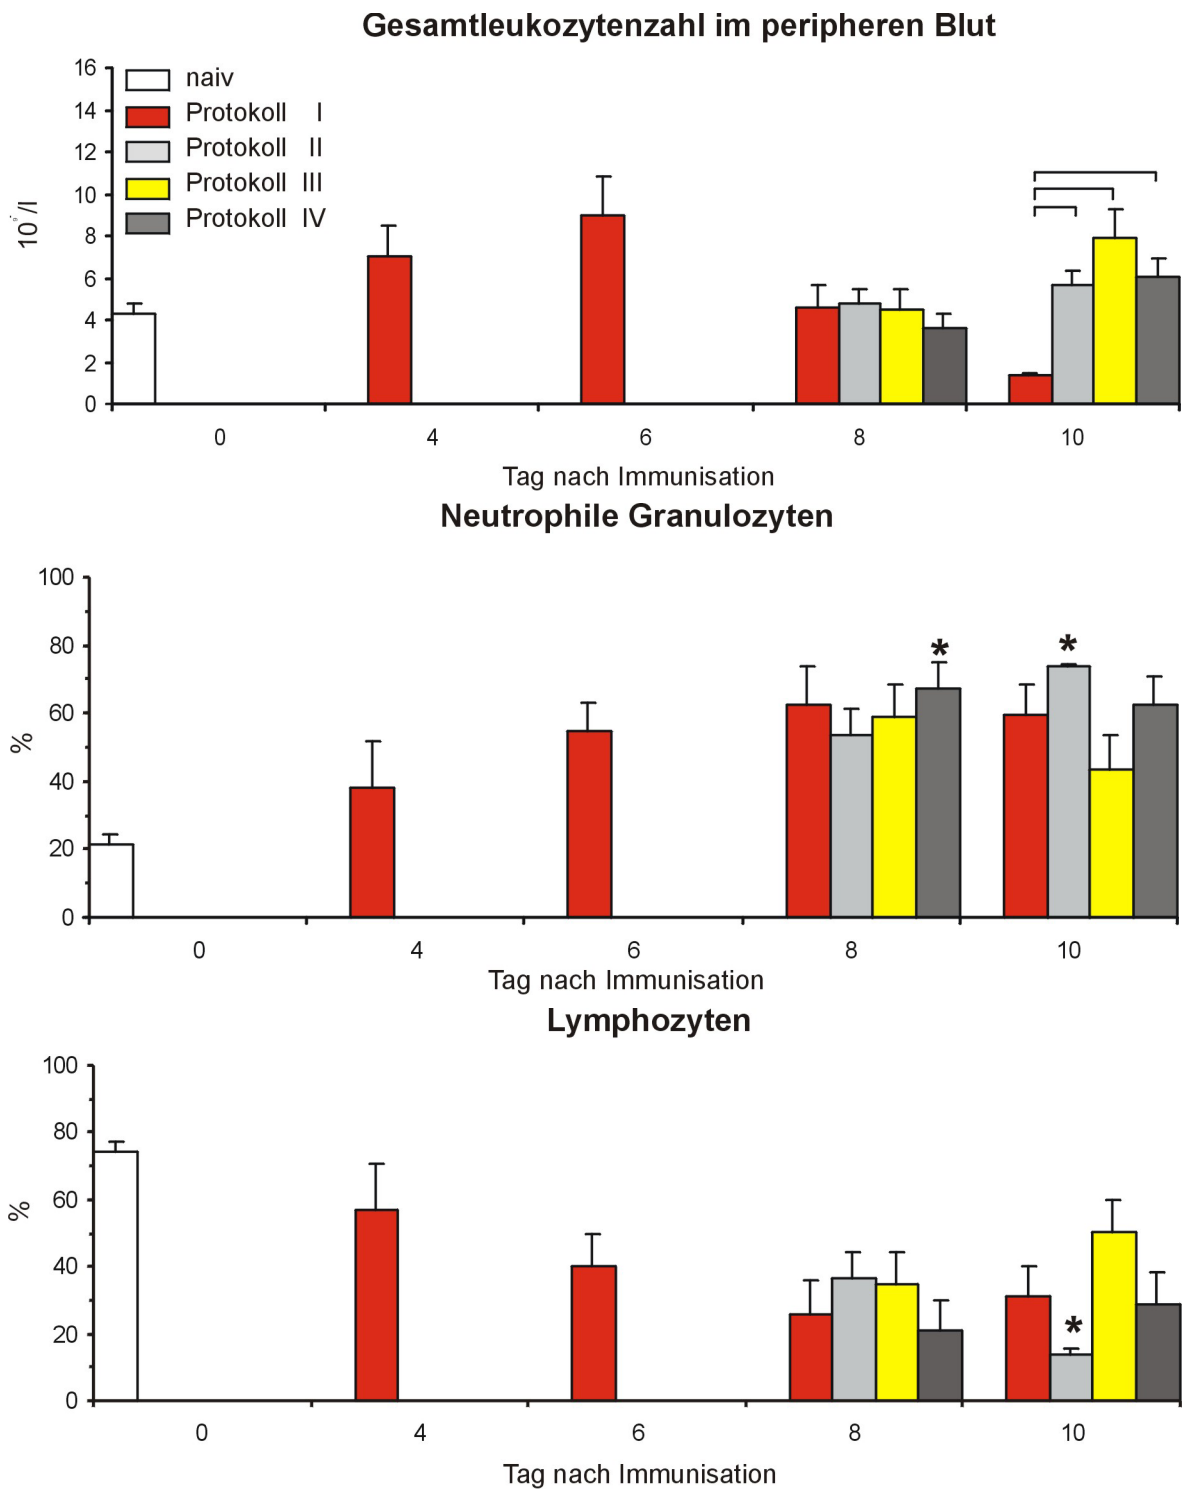 Gesamtleukozytenzahl im peripheren Blut
16
14
12
10
8
6
4
2
0
10⁹/l
naiv
Protokoll I
Protokoll II
Protokoll III
Protokoll IV
0 4 6 8 10
Tag nach Immunisation
Neutrophile Granulozyten
100
80
60
40
20
0
%
* *
0 4 6 8 10
Tag nach Immunisation
Lymphozyten
100
80
60
40
20
0
%
*
0 4 6 8 10
Tag nach Immunisation